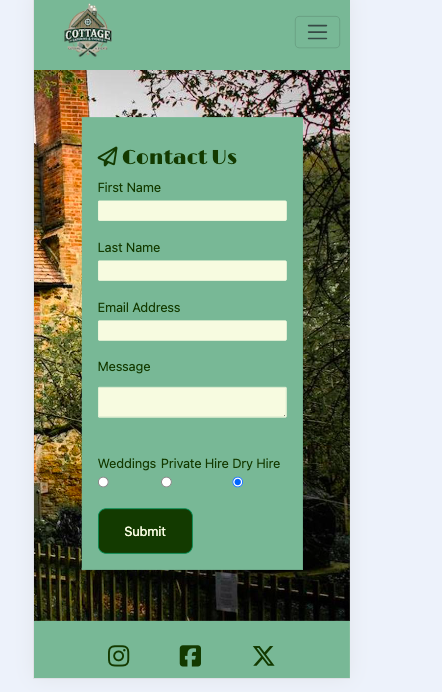 COTTAGE
Contact Us
First Name
Last Name
Email Address
Message
Weddings Private Hire Dry Hire
Submit